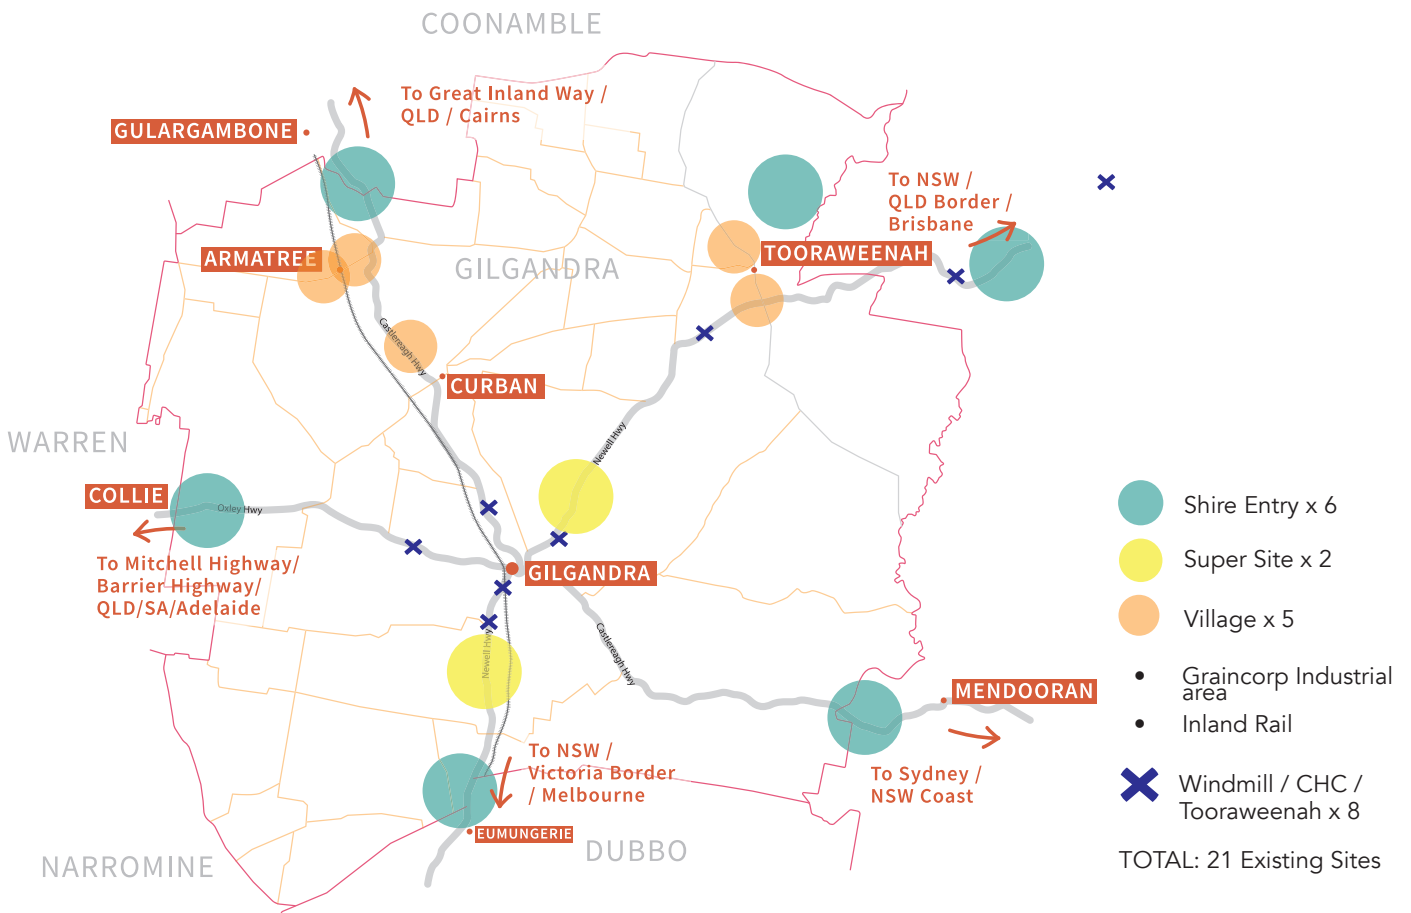 COONAMBLE
To Great Inland Way /
QLD / Cairns
GULARGAMBONE
To NSW /
QLD Border /
Brisbane
ARMATREE
GILGANDRA
TOORAWEENAH
Castlereagh Hwy
CURBAN
WARREN
Newell Hwy
COLLIE
Oxley Hwy
To Mitchell Highway/
Barrier Highway/
QLD/SA/Adelaide
GILGANDRA
Castlereagh Hwy
Newell Hwy
MENDOORAN
To NSW /
Victoria Border
/ Melbourne
To Sydney /
NSW Coast
EUMUNGERIE
DUBBO
NARROMINE
Shire Entry x 6
Super Site x 2
Village x 5
• Graincorp Industrial
area
• Inland Rail
Windmill / CHC /
Tooraweenah x 8
TOTAL: 21 Existing Sites